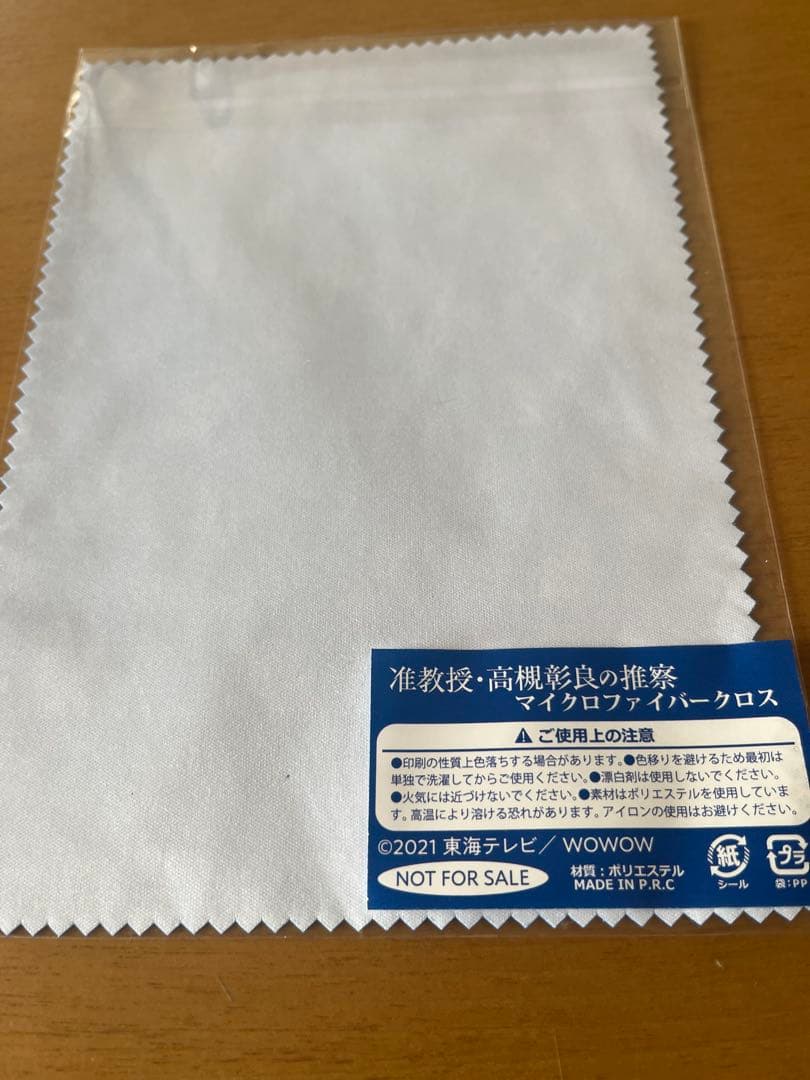 准教授・高槻彰良の推察
マイクロファイバークロス
⚠ ご使用上の注意
●印刷の性質上色落ちする場合があります。●色移りを避けるため最初は
単独で洗濯してからご使用ください。●漂白剤は使用しないでください。
●火気には近づけないでください。●素材はポリエステルを使用していま
す。高温により溶ける恐れがあります。アイロンの使用はお避けください。
©2021 東海テレビ／WOWOW
NOT FOR SALE
材質：ポリエステル
MADE IN P.R.C
紙
シール
プラ
袋：PP